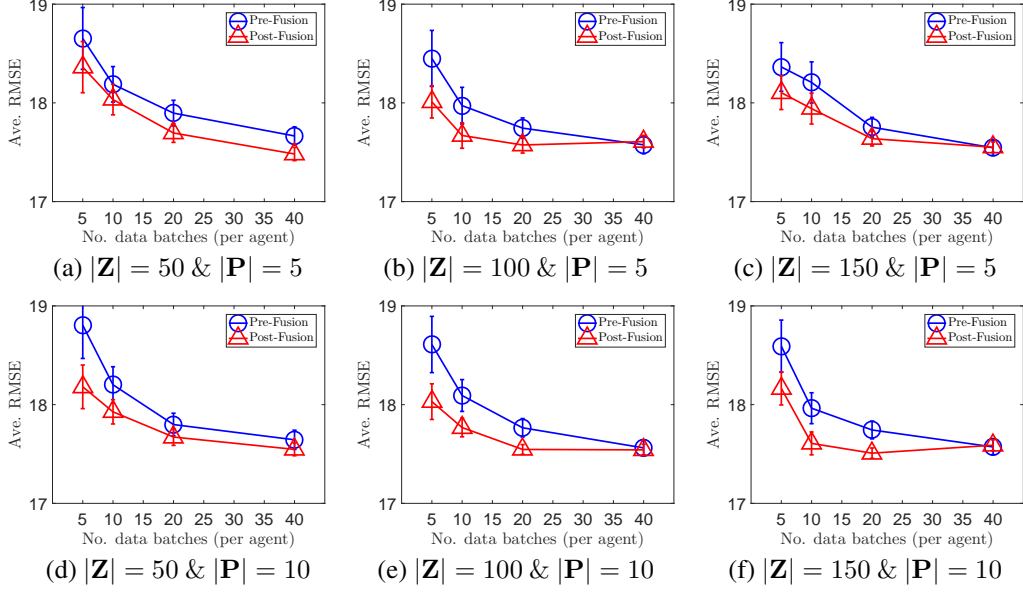 19
18
17
Ave. RMSE
Pre-Fusion
Post-Fusion
5 10 15 20 25 30 35 40
No. data batches (per agent)
(a) |Z| = 50 & |P| = 5
19
18
17
Ave. RMSE
Pre-Fusion
Post-Fusion
5 10 15 20 25 30 35 40
No. data batches (per agent)
(b) |Z| = 100 & |P| = 5
19
18
17
Ave. RMSE
Pre-Fusion
Post-Fusion
5 10 15 20 25 30 35 40
No. data batches (per agent)
(c) |Z| = 150 & |P| = 5
19
18
17
Ave. RMSE
Pre-Fusion
Post-Fusion
5 10 15 20 25 30 35 40
No. data batches (per agent)
(d) |Z| = 50 & |P| = 10
19
18
17
Ave. RMSE
Pre-Fusion
Post-Fusion
5 10 15 20 25 30 35 40
No. data batches (per agent)
(e) |Z| = 100 & |P| = 10
19
18
17
Ave. RMSE
Pre-Fusion
Post-Fusion
5 10 15 20 25 30 35 40
No. data batches (per agent)
(f) |Z| = 150 & |P| = 10